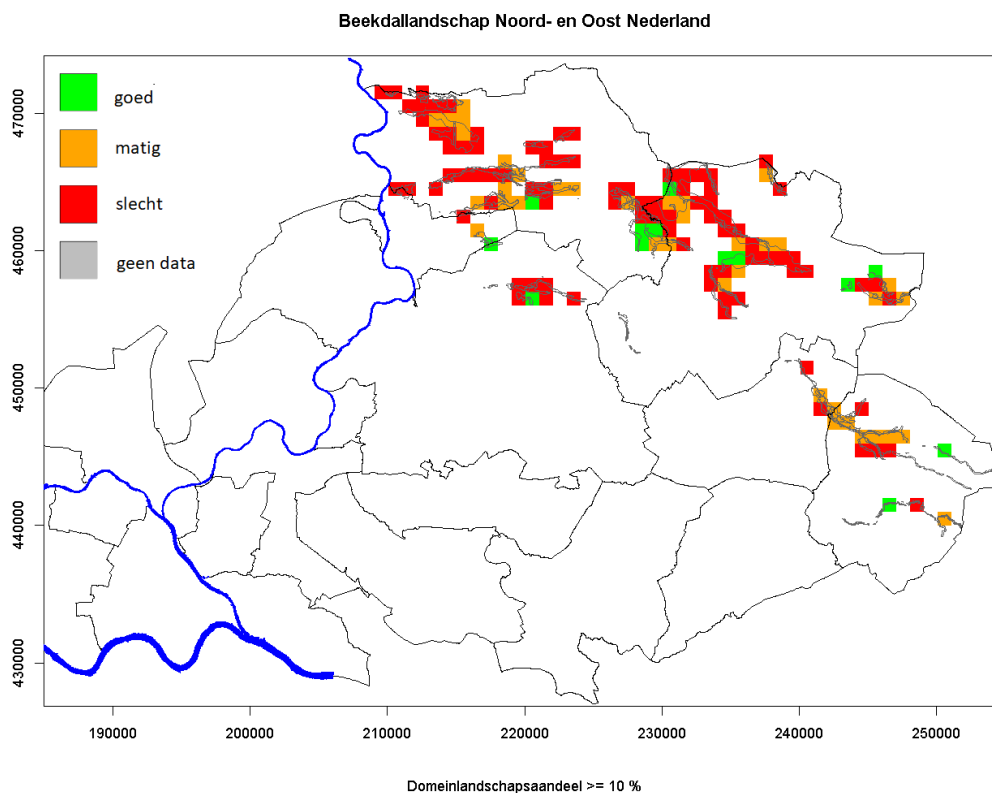 Beekdallandschap Noord- en Oost Nederland
goed
matig
slecht
geen data
470000
460000
450000
440000
430000
190000 200000 210000 220000 230000 240000 250000
Domeinlandschapsaandeel >= 10 %